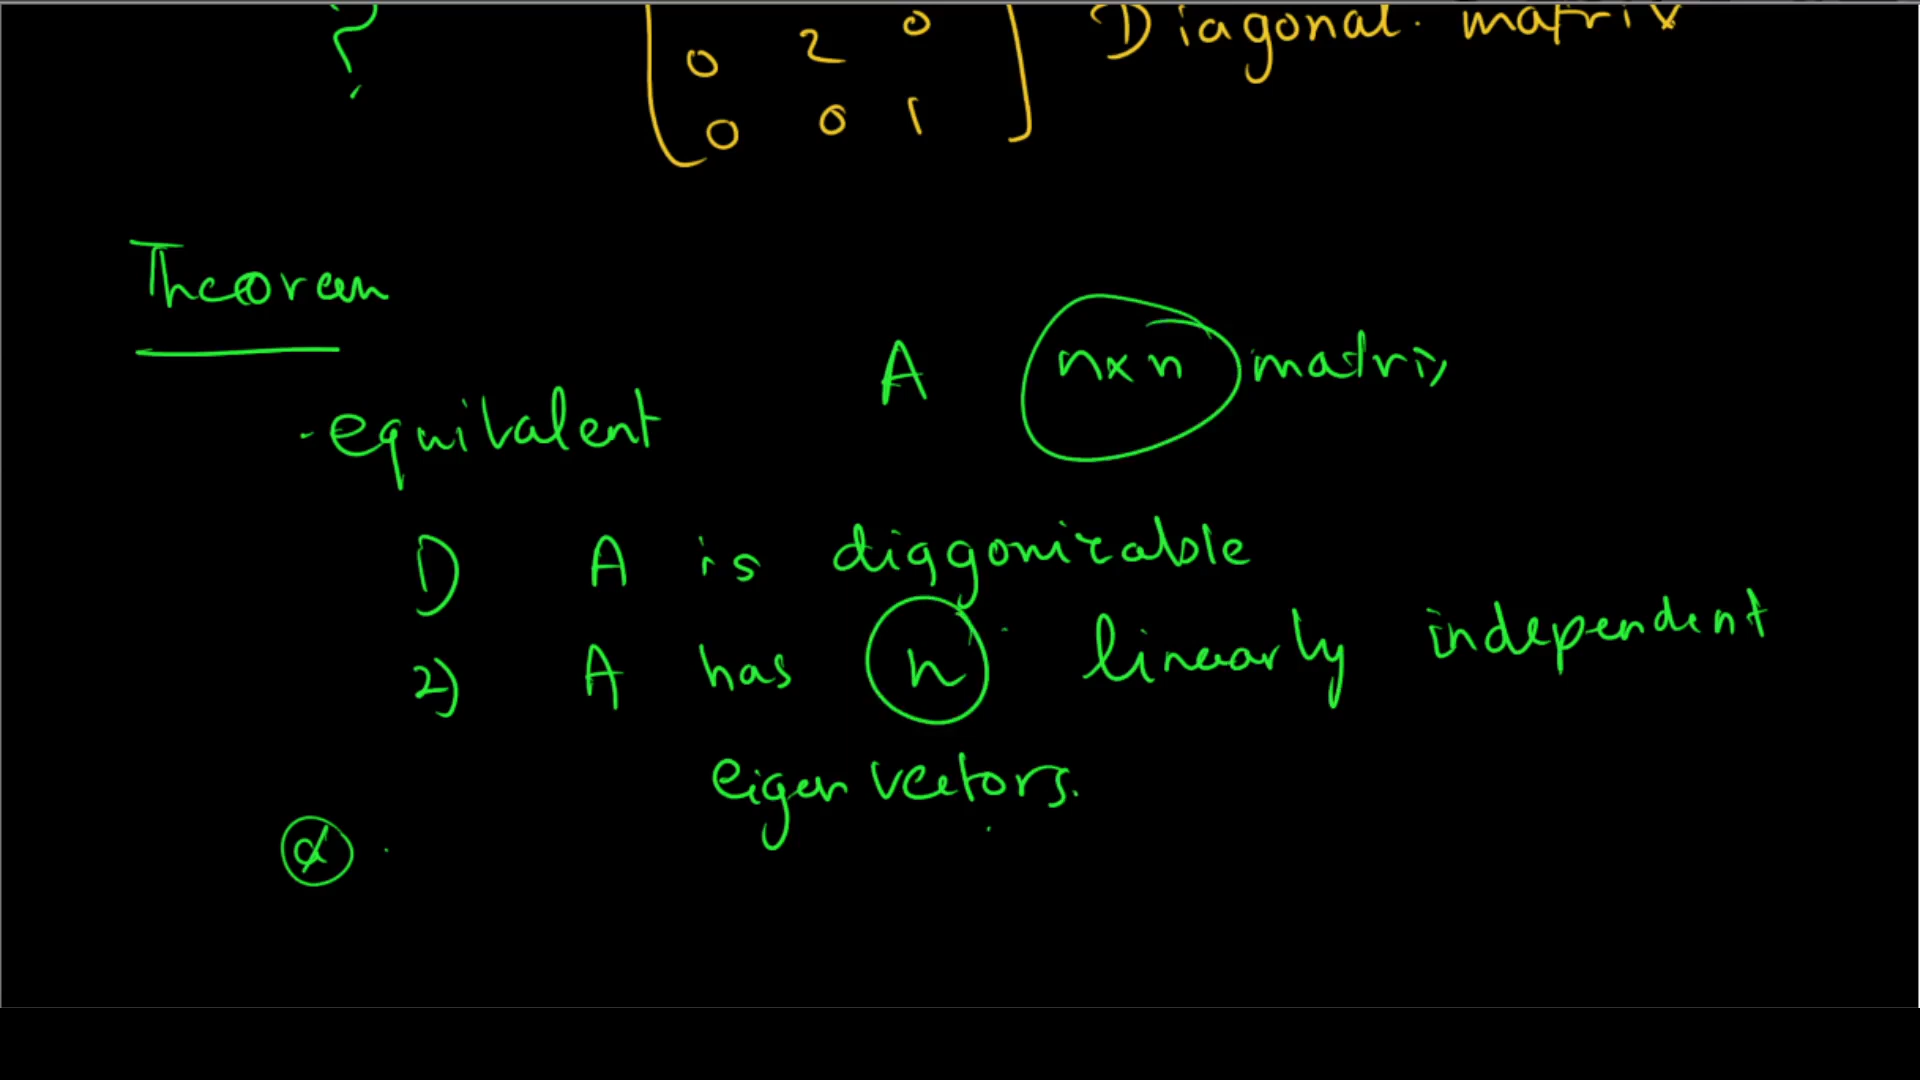 ?
0 2 0 Diagonal. matrix
0 0 1
Theorem
A n×n matrix
- equivalent
1) A is diggonizable
2) A has n linearly independent
eigen vectors.